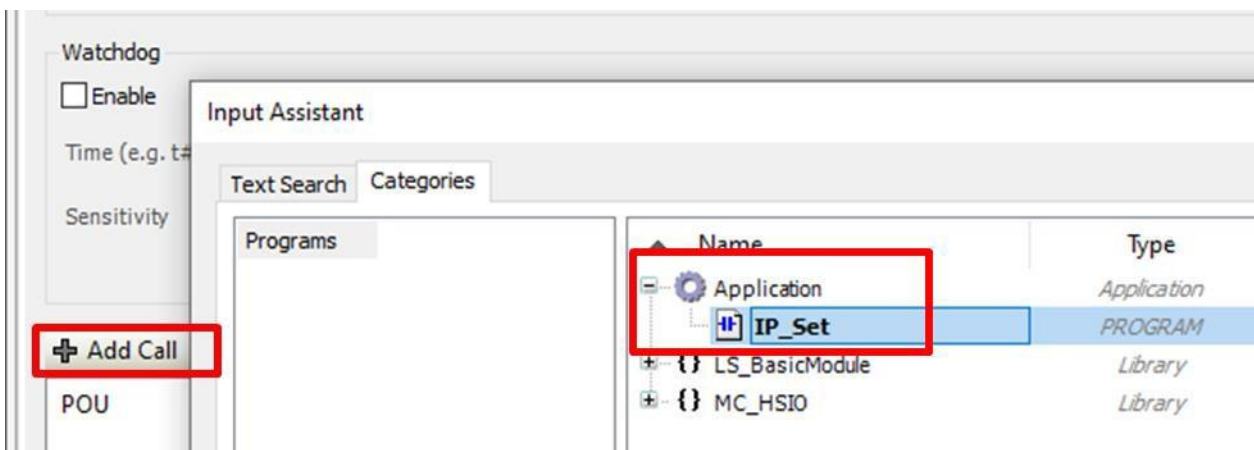 Watchdog
Enable
Input Assistant
Time (e.g. t#
Text Search Categories
Sensitivity
Programs
Name Type
Application Application
IP_Set PROGRAM
Add Call
{} LS_BasicModule Library
POU
{} MC_HSIO Library